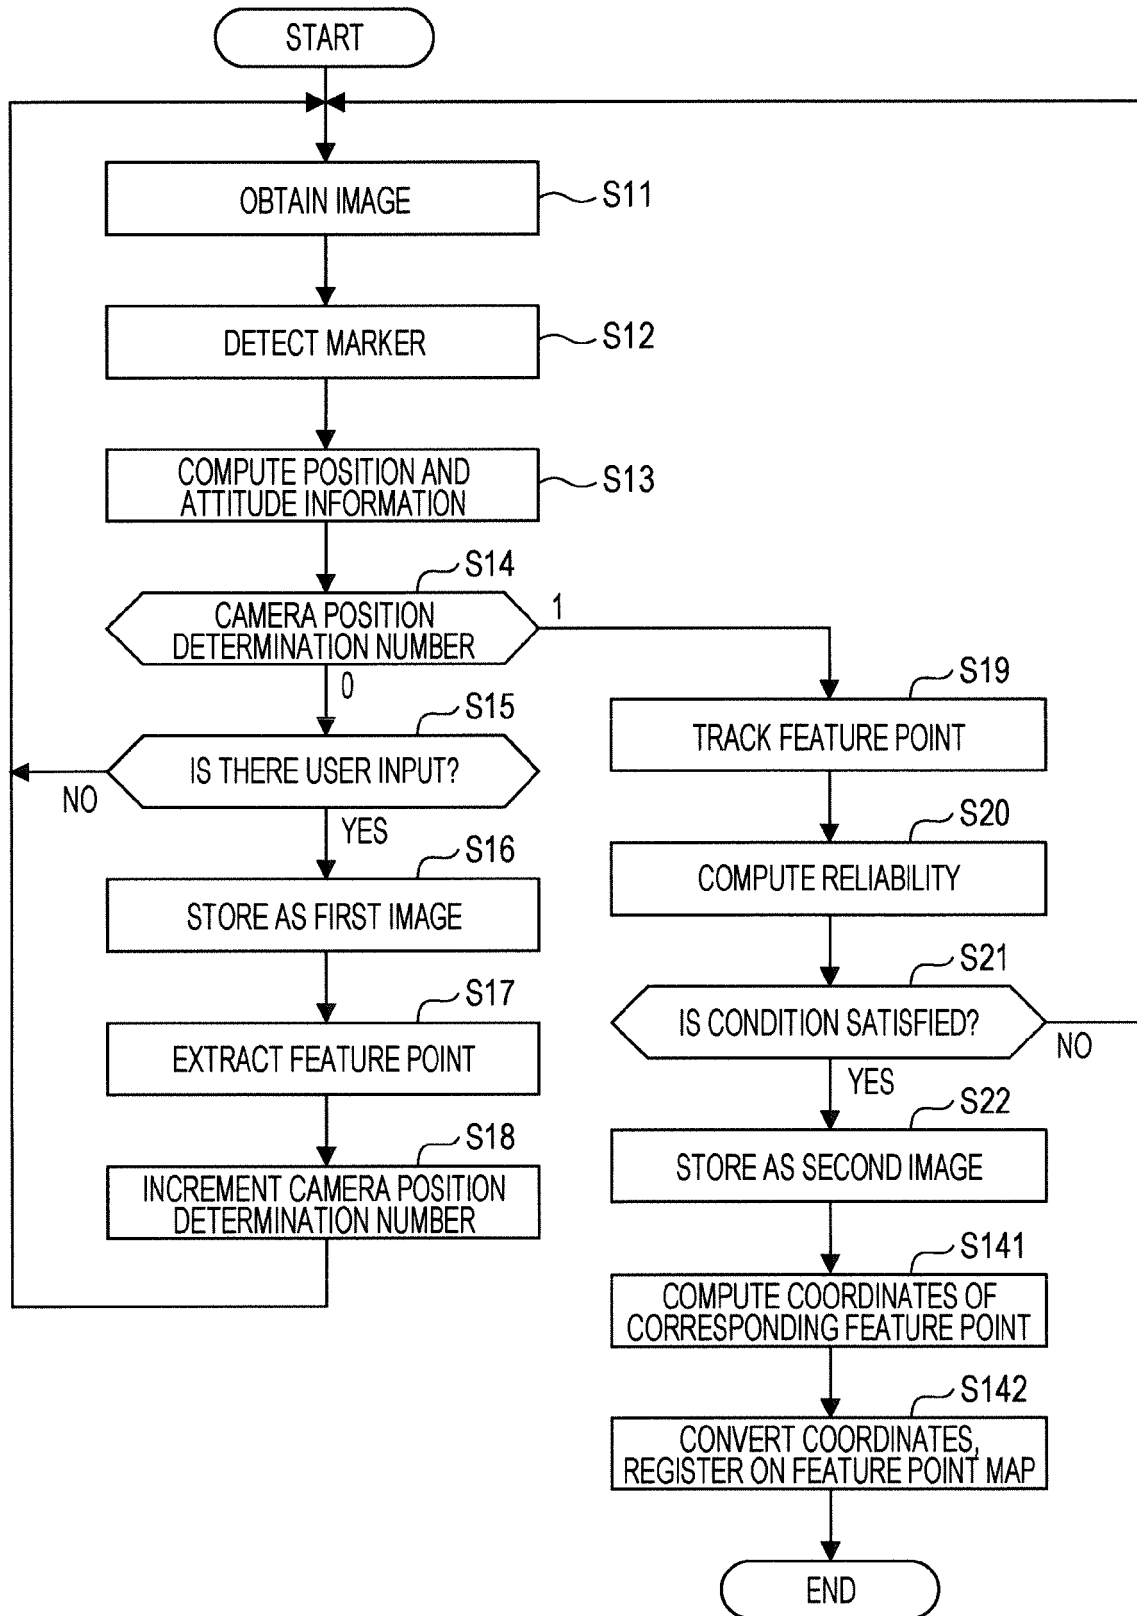 START
OBTAIN IMAGE
S11
DETECT MARKER
S12
COMPUTE POSITION AND
ATTITUDE INFORMATION
S13
S14
CAMERA POSITION
DETERMINATION NUMBER
1
0
S15
IS THERE USER INPUT?
NO
YES
S16
STORE AS FIRST IMAGE
S17
EXTRACT FEATURE POINT
S18
INCREMENT CAMERA POSITION
DETERMINATION NUMBER
S19
TRACK FEATURE POINT
S20
COMPUTE RELIABILITY
S21
IS CONDITION SATISFIED?
NO
YES
S22
STORE AS SECOND IMAGE
S141
COMPUTE COORDINATES OF
CORRESPONDING FEATURE POINT
S142
CONVERT COORDINATES,
REGISTER ON FEATURE POINT MAP
END